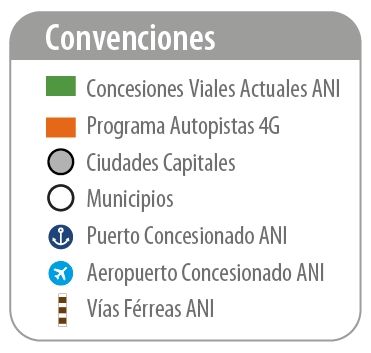 Convenciones
Concesiones Viales Actuales ANI
Programa Autopistas 4G
Ciudades Capitales
Municipios
Puerto Concesionado ANI
Aeropuerto Concesionado ANI
Vías Férreas ANI